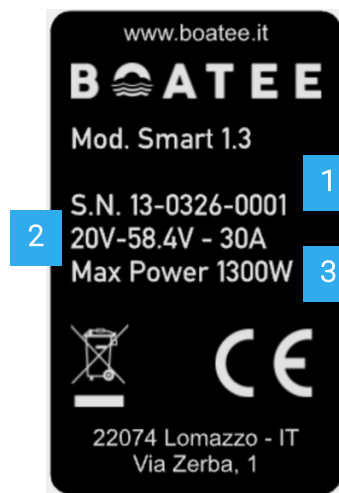 www.boatee.it
BOATEE
Mod. Smart 1.3
1
S.N. 13-0326-0001
2
20V-58.4V - 30A
Max Power 1300W
3
CE
22074 Lomazzo - IT
Via Zerba, 1